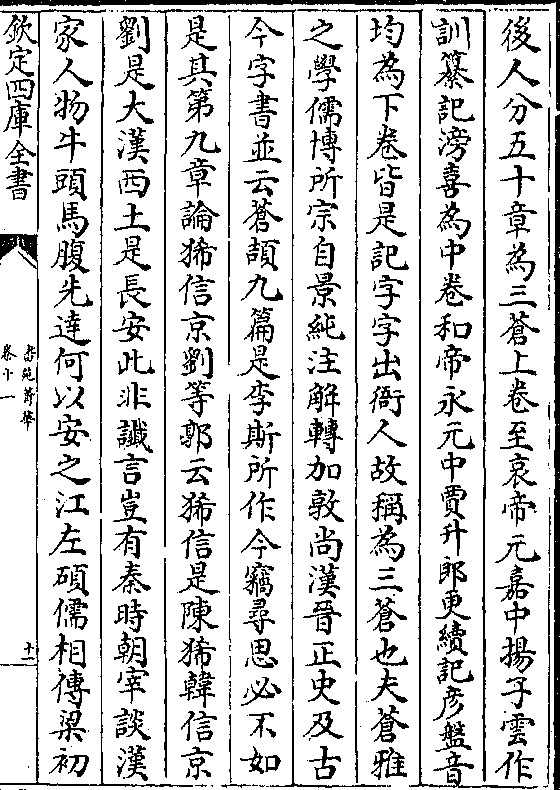 後人分五十章為三蒼上卷至哀帝元嘉中揚子雲作
訓纂記滂喜為中卷和帝永元中賈升郎更續記彦盤音
均為下卷皆是記字字出衙人故稱為三蒼也夫蒼雅
之學儒博所宗自景純注解轉加敦尚漢晉正史及古
今字書並云蒼頡九篇是李斯所作今竊尋思必不如
是其第九章論狶信京劉等郭云狶信是陳狶韓信京
劉是大漢西土是長安此非讖言豈有秦時朝宰談漢
家人物牛頭馬腹先達何以安之江左碩儒相傳梁初
欽定四庫全書
卷十一
十一